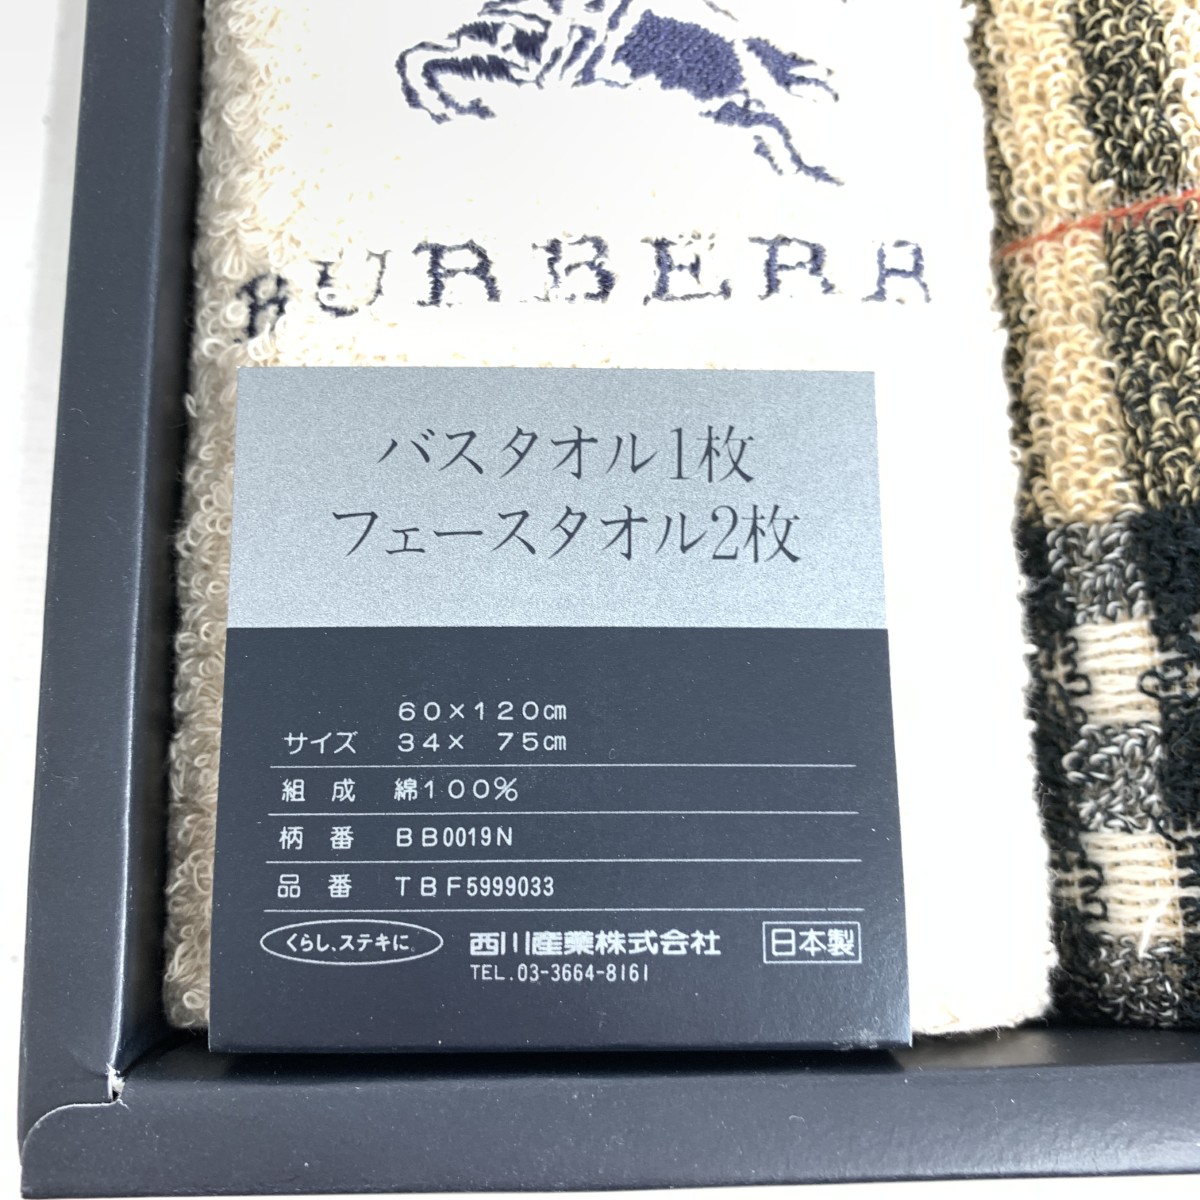 BURBERR
バスタオル1枚
フェースタオル2枚
60×120㎝
サイズ 34× 75㎝
組 成 綿100%
柄 番 BB0019N
品 番 TBF5999033
くらし、ステキに 西川産業株式会社 日本製
TEL.03-3664-8161